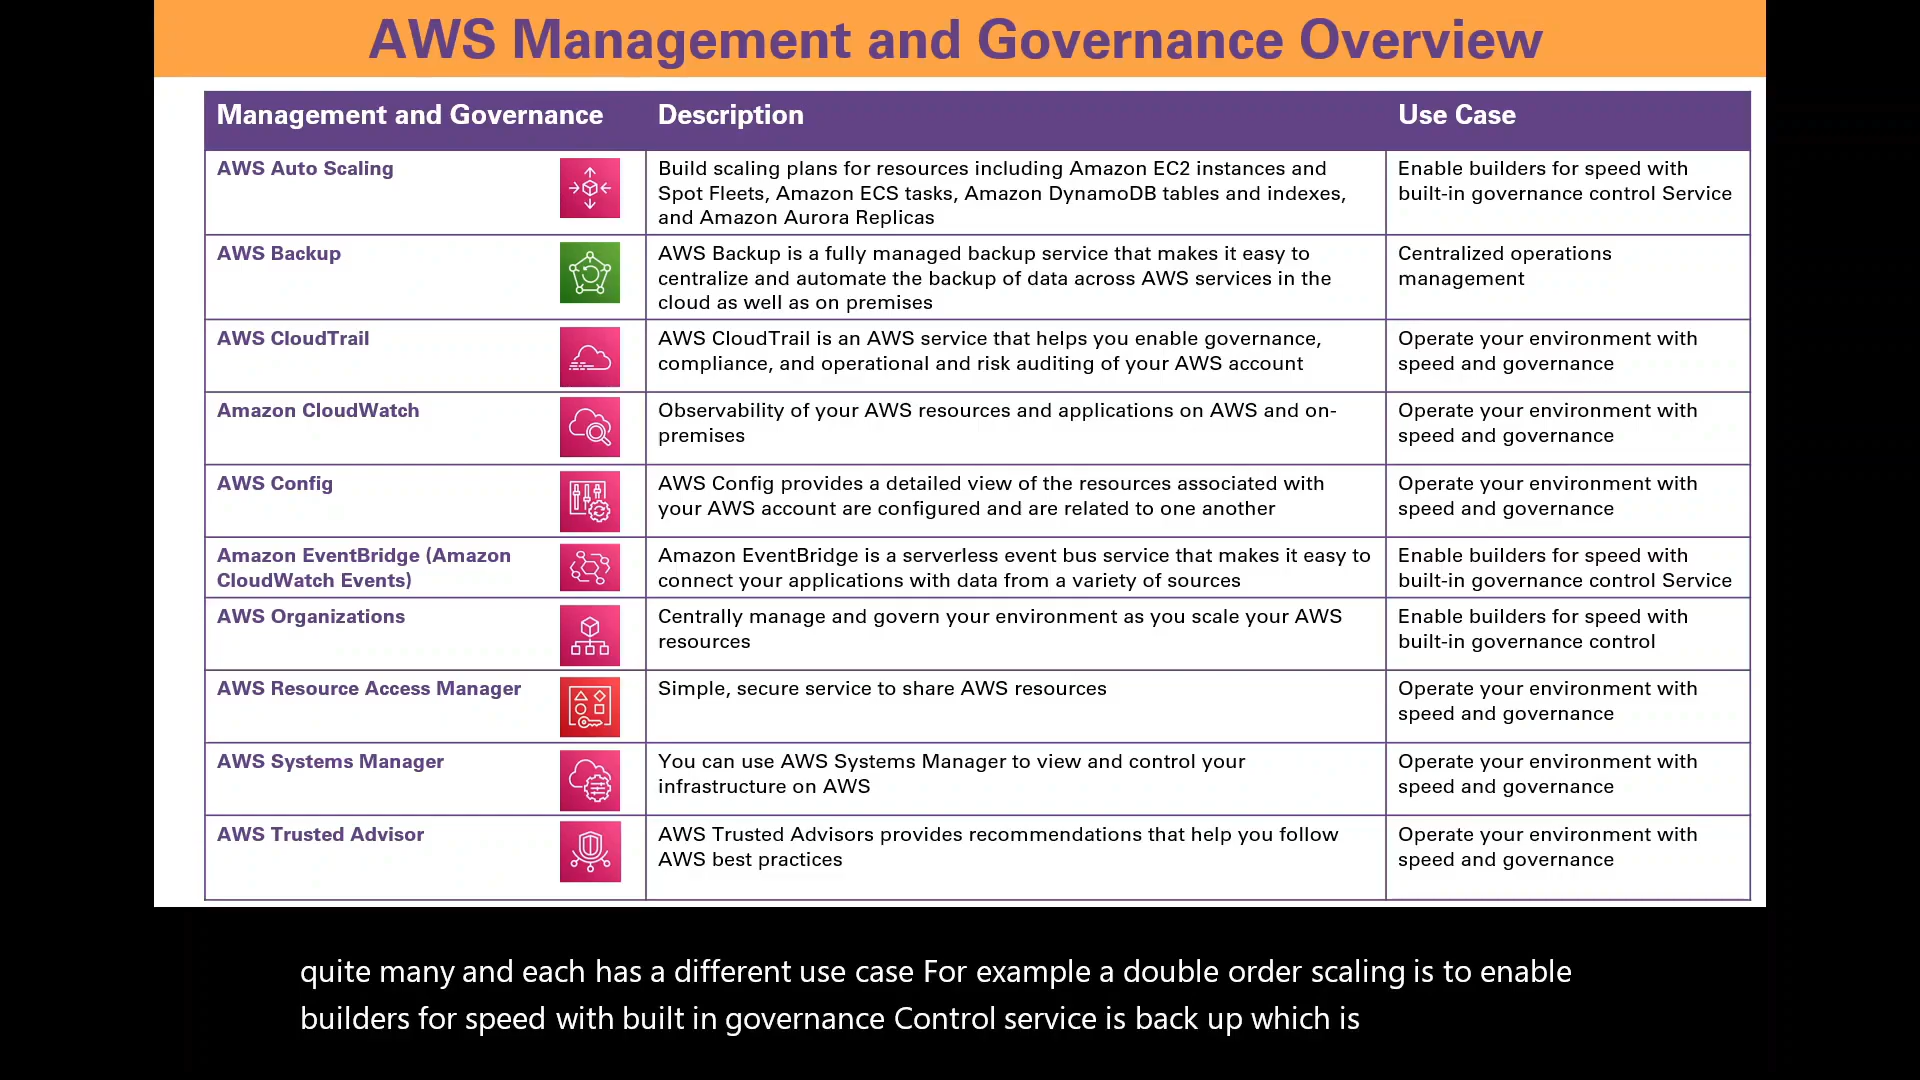 AWS Management and Governance Overview
Management and Governance
Description
Use Case
AWS Auto Scaling
Build scaling plans for resources including Amazon EC2 instances and
Spot Fleets, Amazon ECS tasks, Amazon DynamoDB tables and indexes,
and Amazon Aurora Replicas
Enable builders for speed with
built-in governance control Service
AWS Backup
AWS Backup is a fully managed backup service that makes it easy to
centralize and automate the backup of data across AWS services in the
cloud as well as on premises
Centralized operations
management
AWS CloudTrail
AWS CloudTrail is an AWS service that helps you enable governance,
compliance, and operational and risk auditing of your AWS account
Operate your environment with
speed and governance
Amazon CloudWatch
Observability of your AWS resources and applications on AWS and on-
premises
Operate your environment with
speed and governance
AWS Config
AWS Config provides a detailed view of the resources associated with
your AWS account are configured and are related to one another
Operate your environment with
speed and governance
Amazon EventBridge (Amazon
CloudWatch Events)
Amazon EventBridge is a serverless event bus service that makes it easy to
connect your applications with data from a variety of sources
Enable builders for speed with
built-in governance control Service
AWS Organizations
Centrally manage and govern your environment as you scale your AWS
resources
Enable builders for speed with
built-in governance control
AWS Resource Access Manager
Simple, secure service to share AWS resources
Operate your environment with
speed and governance
AWS Systems Manager
You can use AWS Systems Manager to view and control your
infrastructure on AWS
Operate your environment with
speed and governance
AWS Trusted Advisor
AWS Trusted Advisors provides recommendations that help you follow
AWS best practices
Operate your environment with
speed and governance
quite many and each has a different use case For example a double order scaling is to enable
builders for speed with built in governance Control service is back up which is